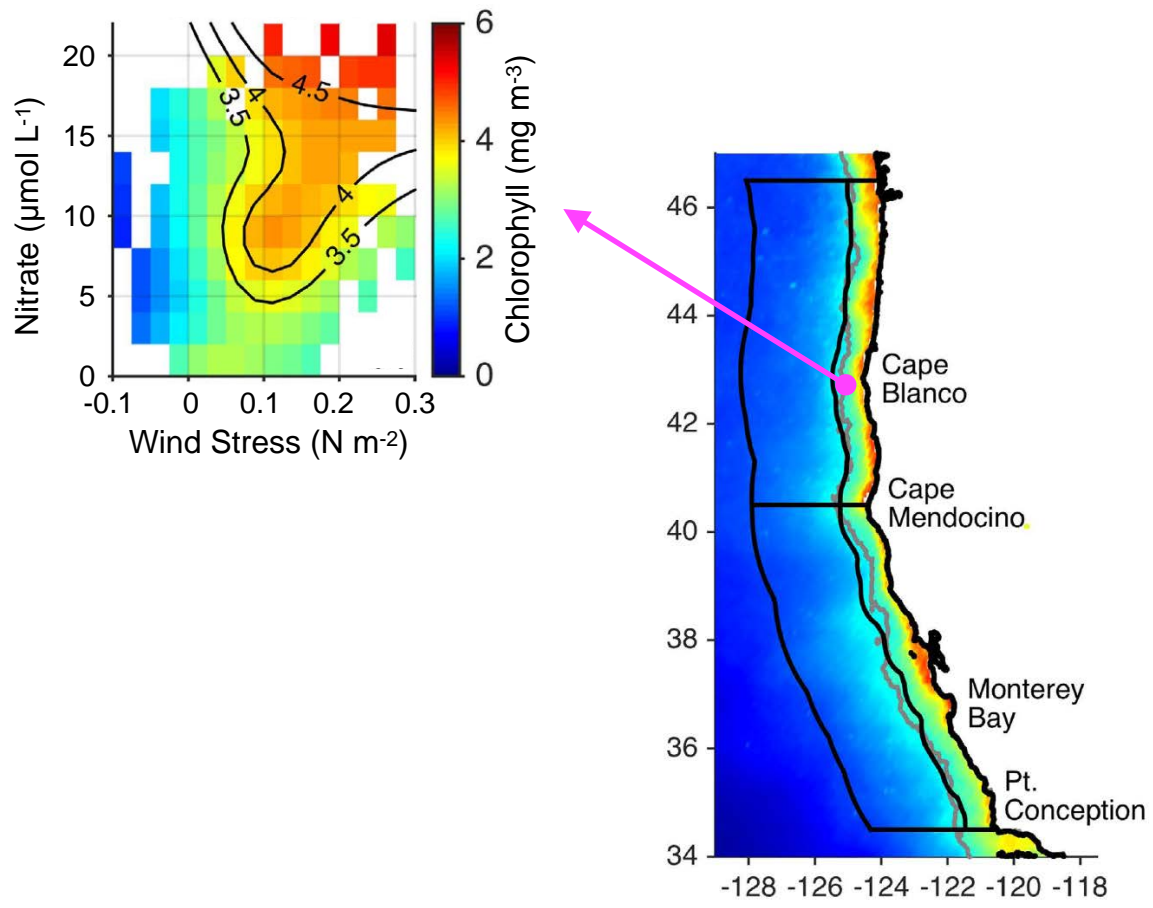 20
15
10
5
0
Nitrate (µmol L-1)
-0.1
0
0.1
0.2
0.3
Wind Stress (N m-2)
3.5
4
4.5
4
3.5
6
4
2
0
Chlorophyll (mg m-3)
46
44
42
40
38
36
34
-128 -126 -124 -122 -120 -118
Cape
Blanco
Cape
Mendocino
Monterey
Bay
Pt.
Conception